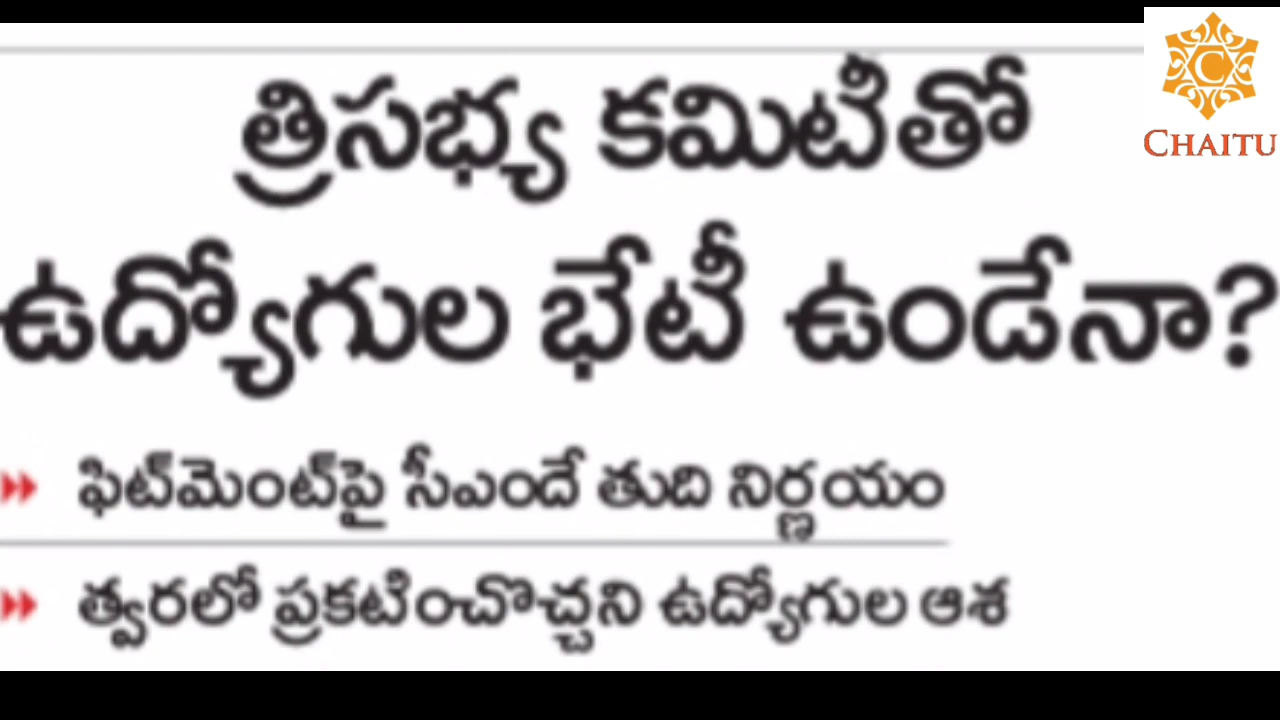 C
CHAITU
త్రిసభ్య కమిటీతో
ఉద్యోగుల భేటీ ఉండేనా?
ఫిట్‌మెంట్‌పై సీఎందే తుది నిర్ణయం
త్వరలో ప్రకటించొచ్చని ఉద్యోగుల ఆశ